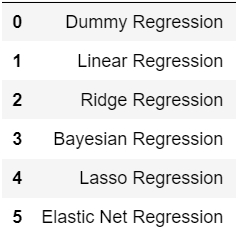 0 Dummy Regression
1 Linear Regression
2 Ridge Regression
3 Bayesian Regression
4 Lasso Regression
5 Elastic Net Regression